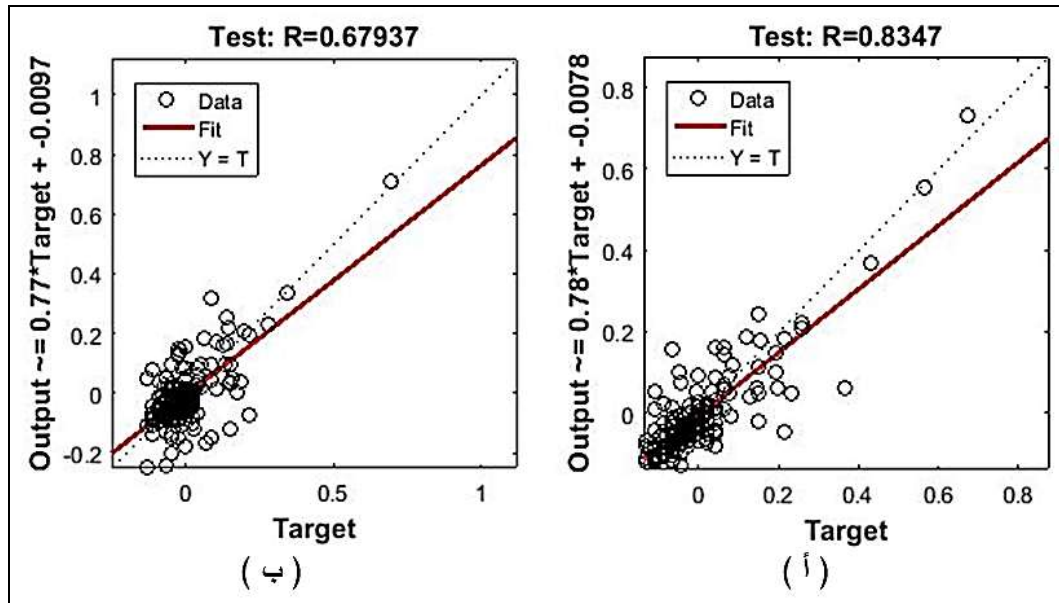 Test: R=0.67937
Output ~= 0.77*Target + -0.0097
Data
Fit
Y = T
1
0.8
0.6
0.4
0.2
0
-0.2
0
0.5
1
Target
( ب )
Test: R=0.8347
Output ~= 0.78*Target + -0.0078
Data
Fit
Y = T
0.8
0.6
0.4
0.2
0
0
0.2
0.4
0.6
0.8
Target
( أ )